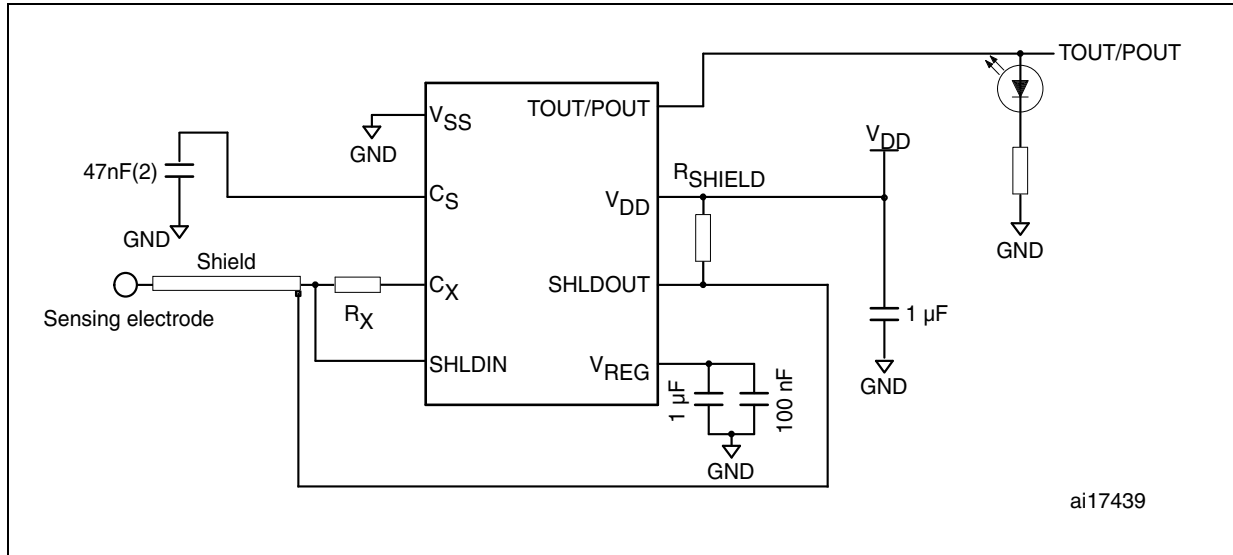 TOUT/POUT
VSS
TOUT/POUT
GND
VDD
47nF(2)
RSHIELD
CS
VDD
GND
GND
Shield
CX
SHLDOUT
1 µF
Sensing electrode
RX
SHLDIN
VREG
1 µF
100 nF
GND
GND
ai17439